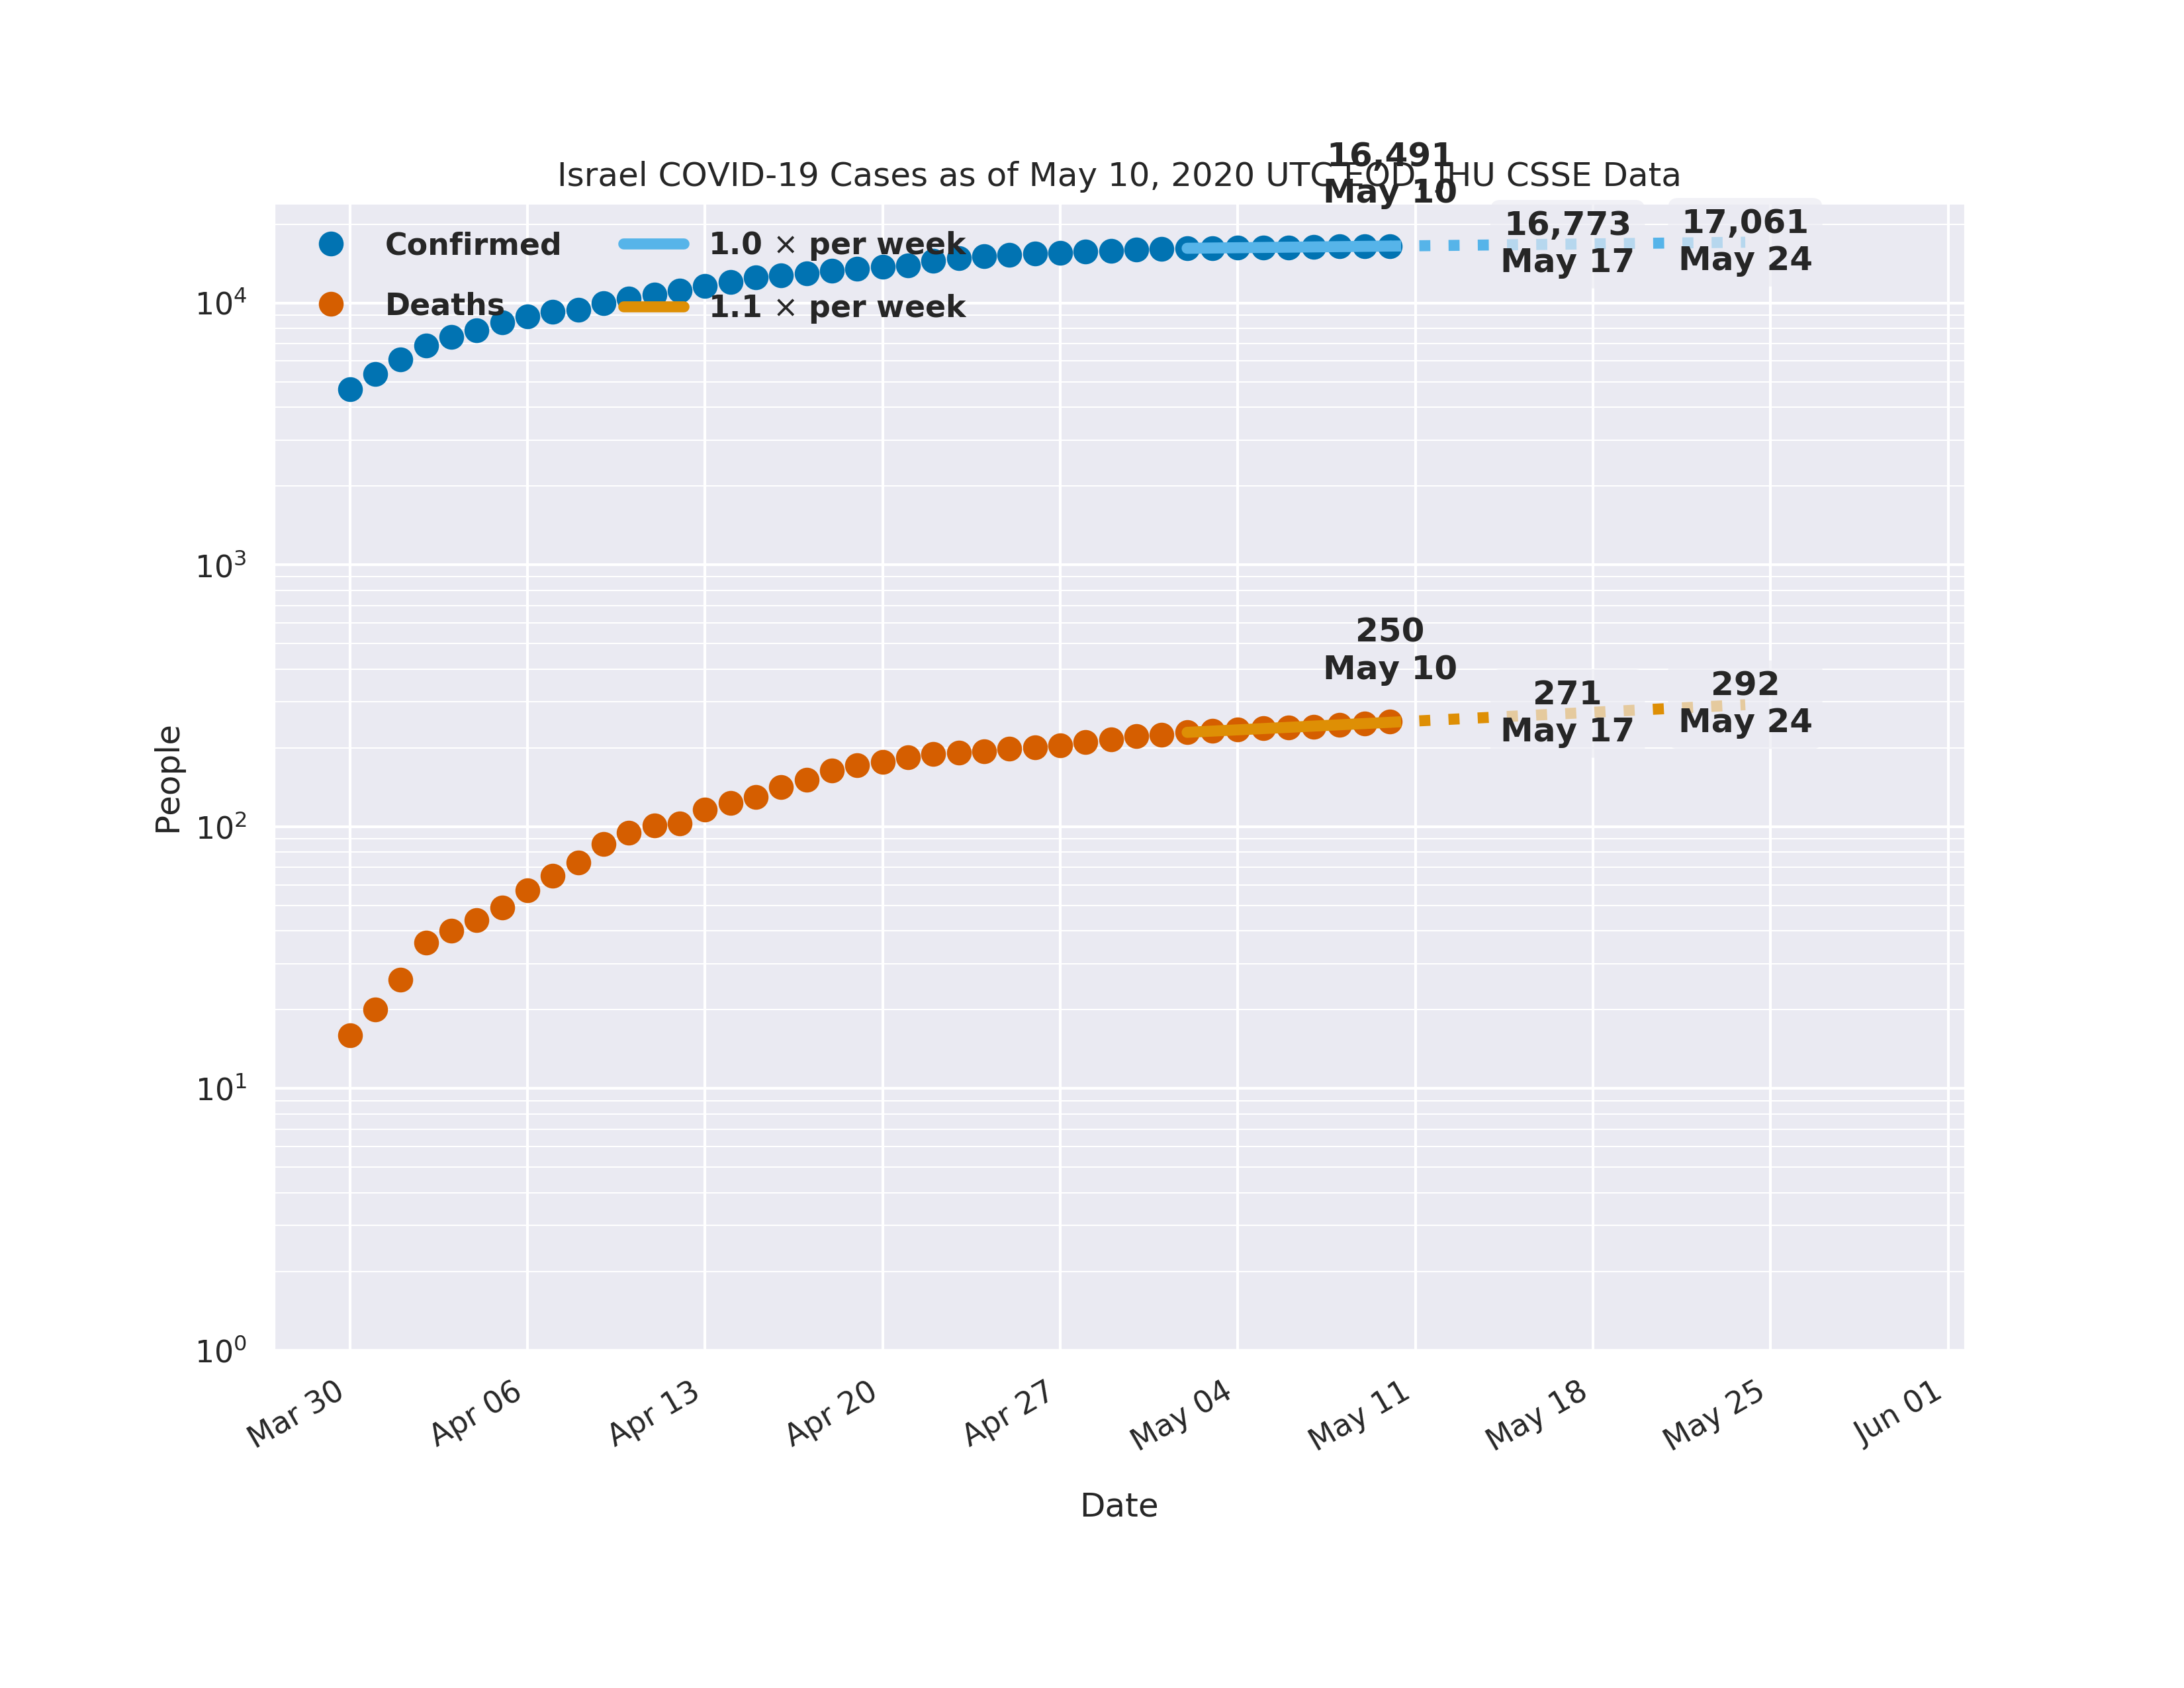 16,491
May 10
Israel COVID-19 Cases as of May 10, 2020 UTC EOD, JHU CSSE Data
Confirmed
Deaths
1.0 × per week
1.1 × per week
16,773
May 17
17,061
May 24
250
May 10
271
May 17
292
May 24
10⁴
10³
10²
10¹
10⁰
People
Mar 30
Apr 06
Apr 13
Apr 20
Apr 27
May 04
May 11
May 18
May 25
Jun 01
Date